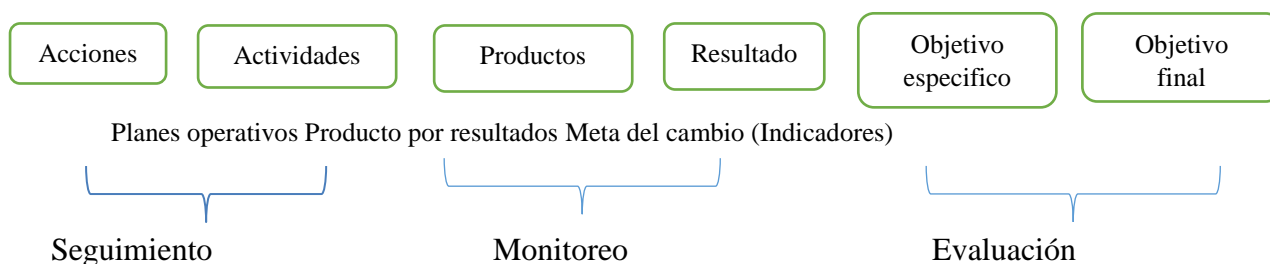 Acciones
Actividades
Productos
Resultado
Objetivo
especifico
Objetivo
final
Planes operativos Producto por resultados Meta del cambio (Indicadores)
Seguimiento
Monitoreo
Evaluación